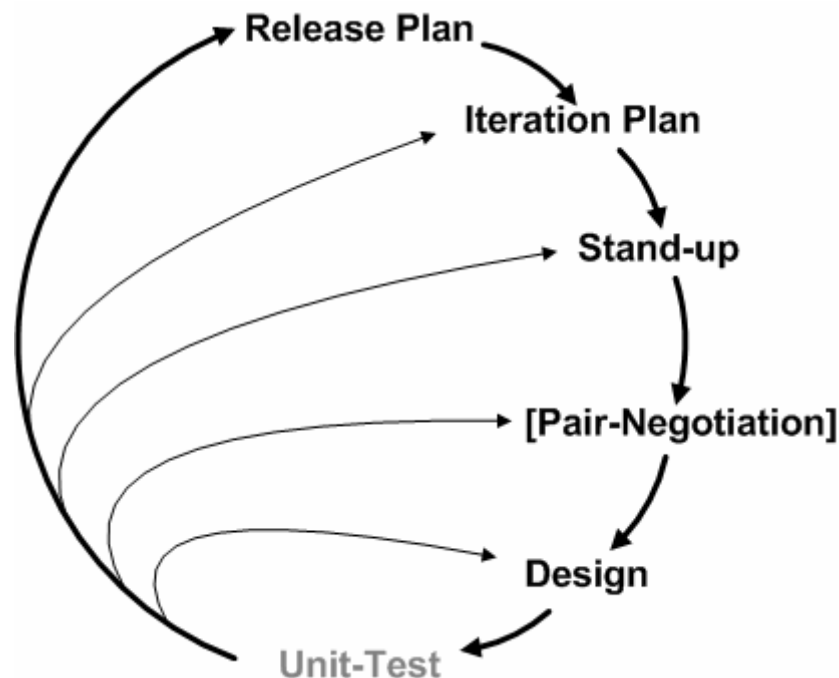 Release Plan
Iteration Plan
Stand-up
[Pair-Negotiation]
Design
Unit-Test